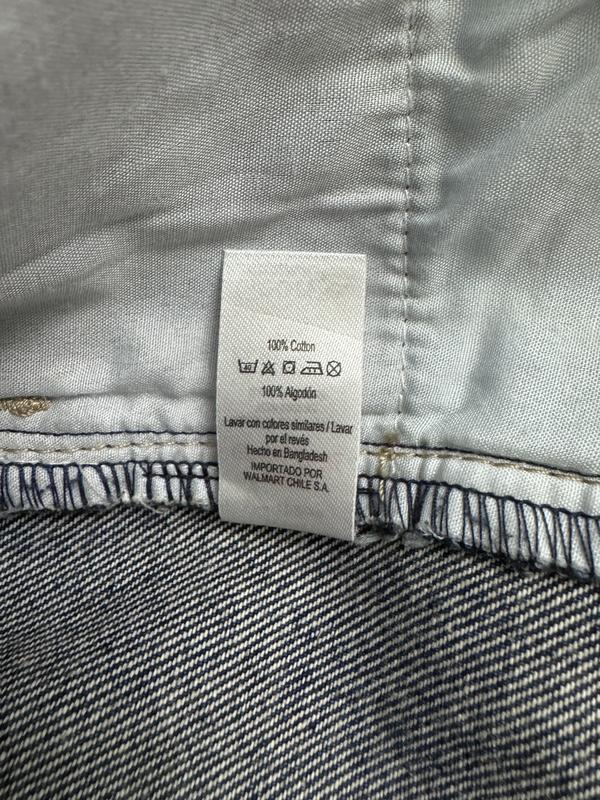 100% Cotton
40
100% Algodón
Lavar con colores similares / Lavar
por el revés
Hecho en Bangladesh
IMPORTADO POR
WALMART CHILE S.A.